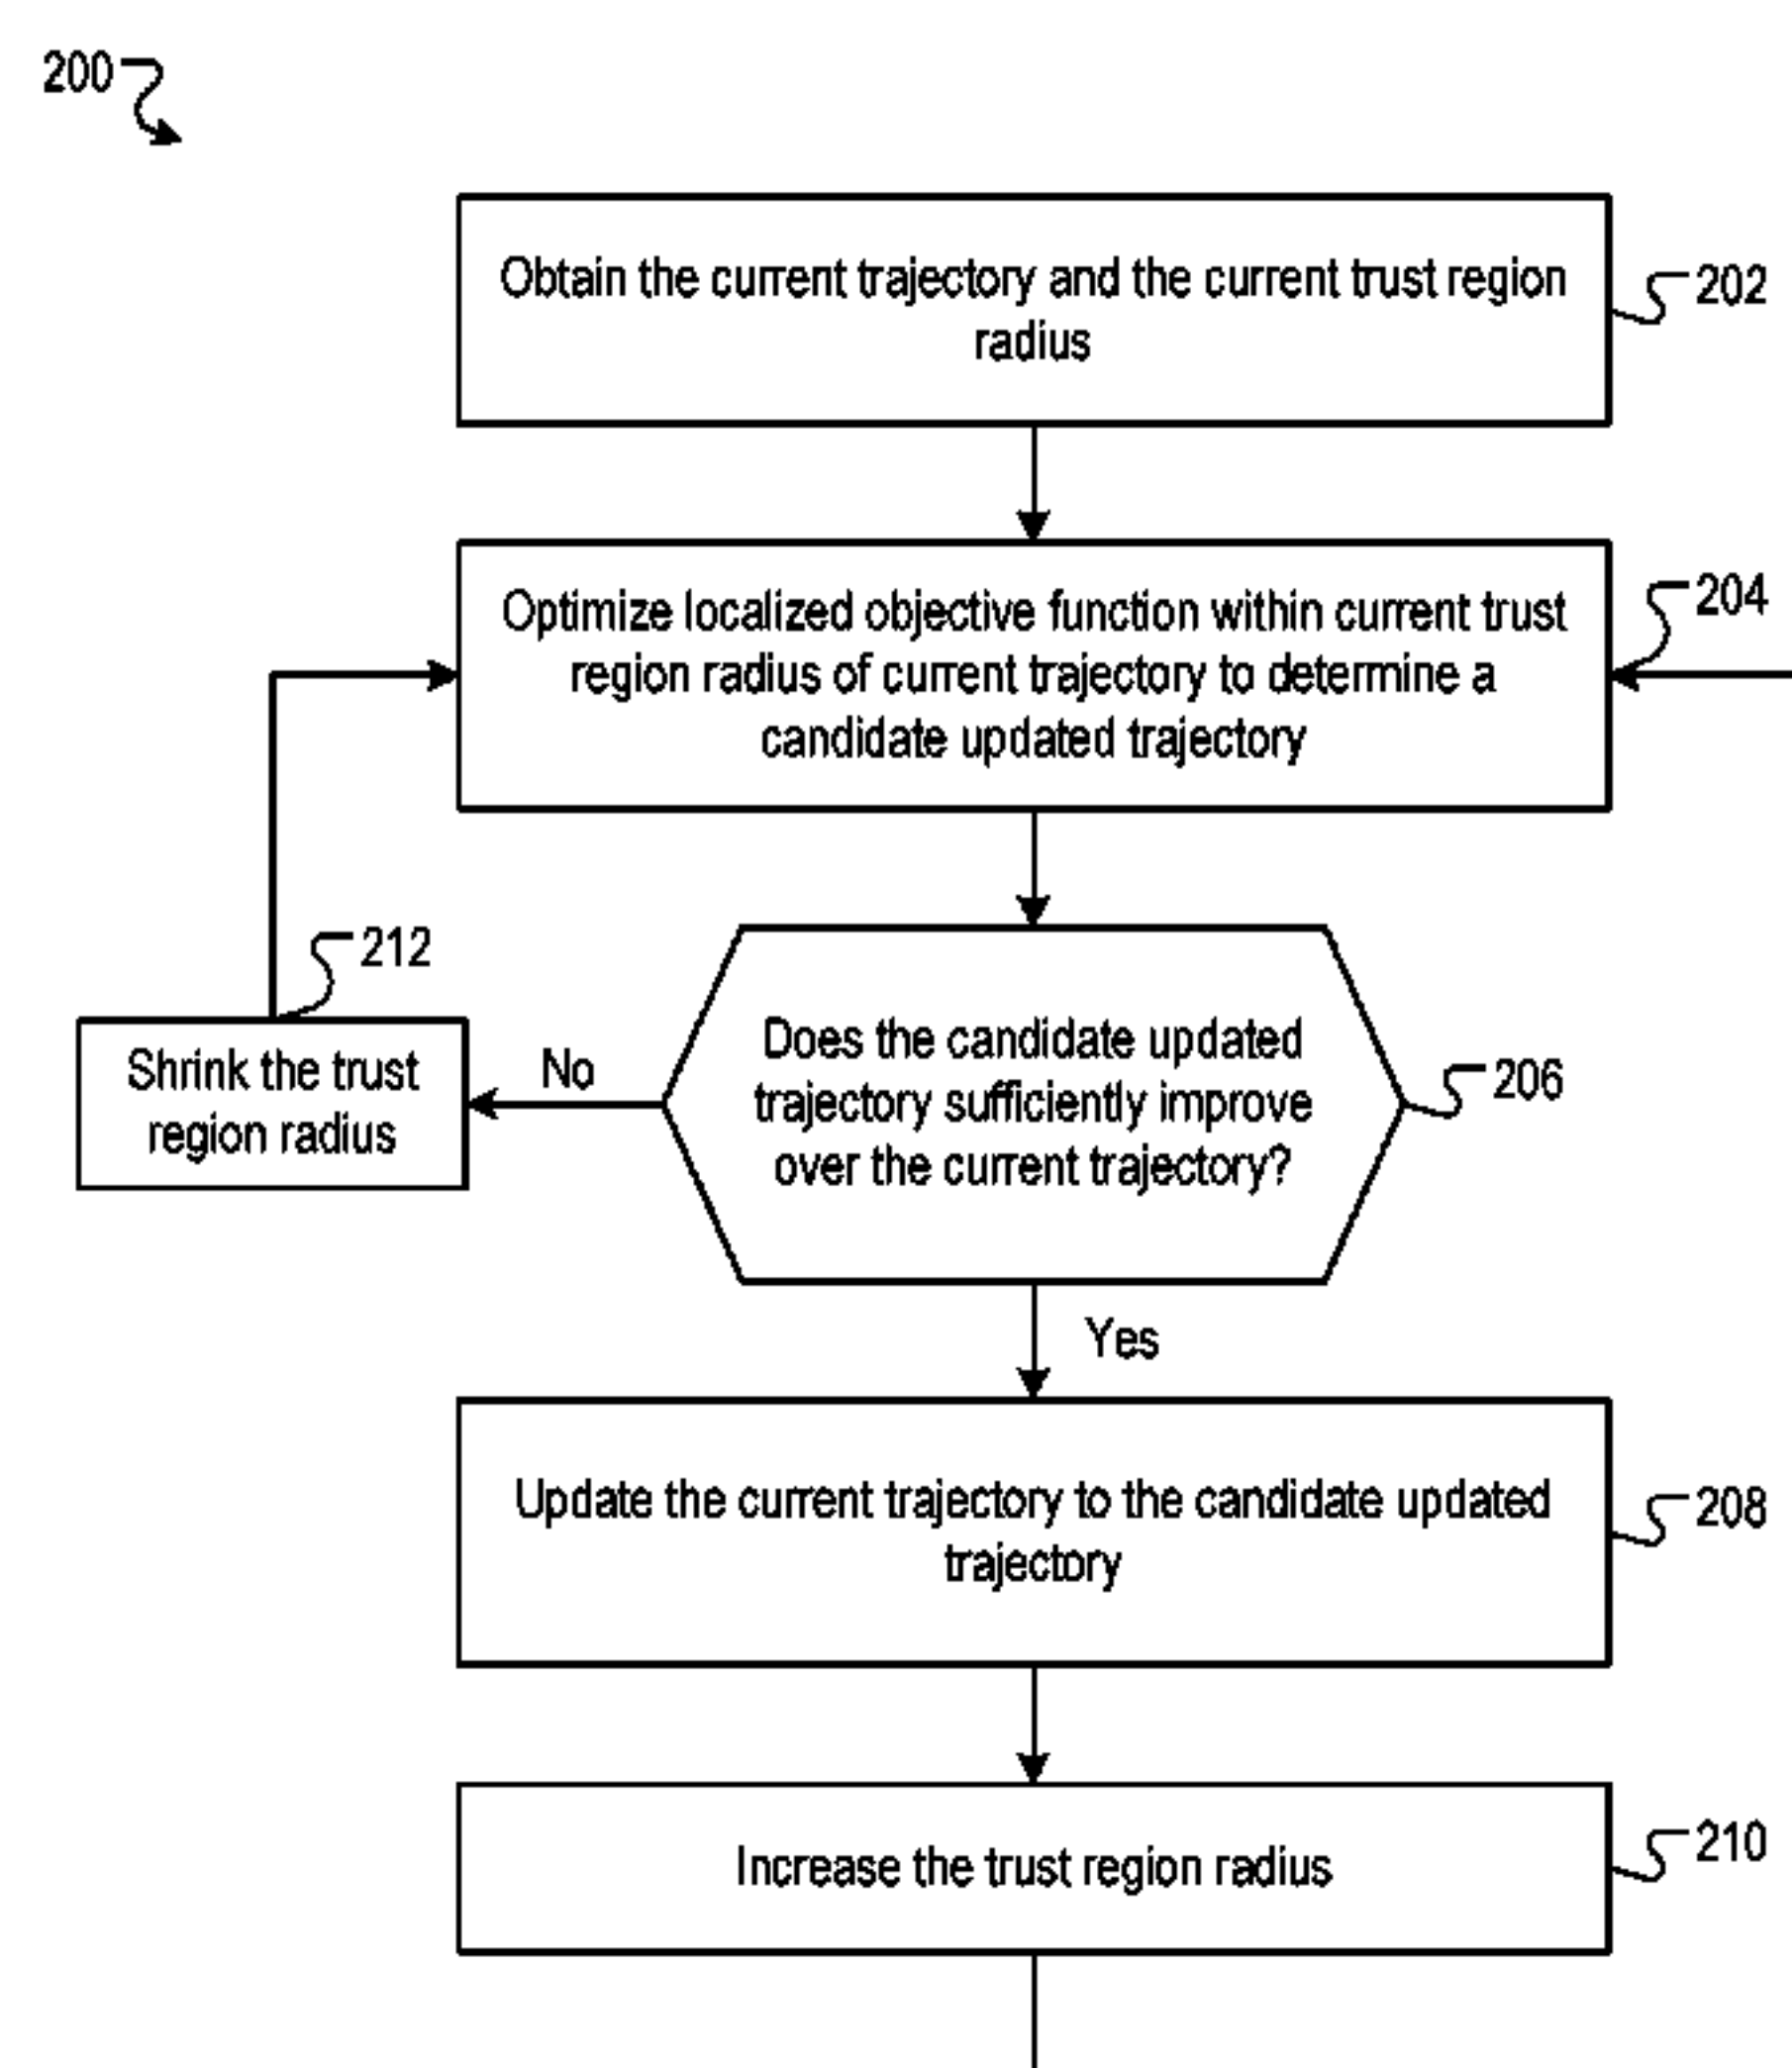 200
Obtain the current trajectory and the current trust region
radius
202
Optimize localized objective function within current trust
region radius of current trajectory to determine a
candidate updated trajectory
204
212
Shrink the trust
region radius
No
Does the candidate updated
trajectory sufficiently improve
over the current trajectory?
206
Yes
Update the current trajectory to the candidate updated
trajectory
208
Increase the trust region radius
210